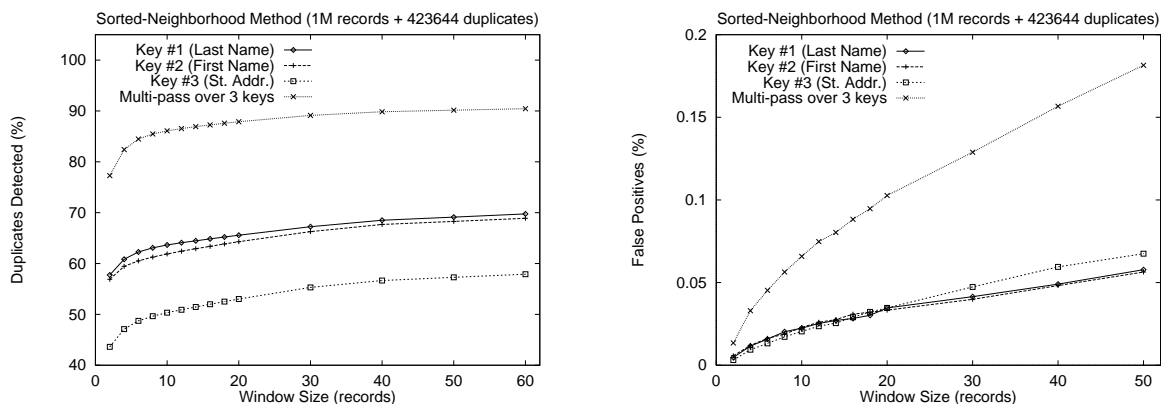 Sorted-Neighborhood Method (1M records + 423644 duplicates)
Key #1 (Last Name)
Key #2 (First Name)
Key #3 (St. Addr.)
Multi-pass over 3 keys
100
90
80
70
60
50
40
Duplicates Detected (%)
0 10 20 30 40 50 60
Window Size (records)
Sorted-Neighborhood Method (1M records + 423644 duplicates)
Key #1 (Last Name)
Key #2 (First Name)
Key #3 (St. Addr.)
Multi-pass over 3 keys
0.2
0.15
0.1
0.05
0
False Positives (%)
0 10 20 30 40 50
Window Size (records)